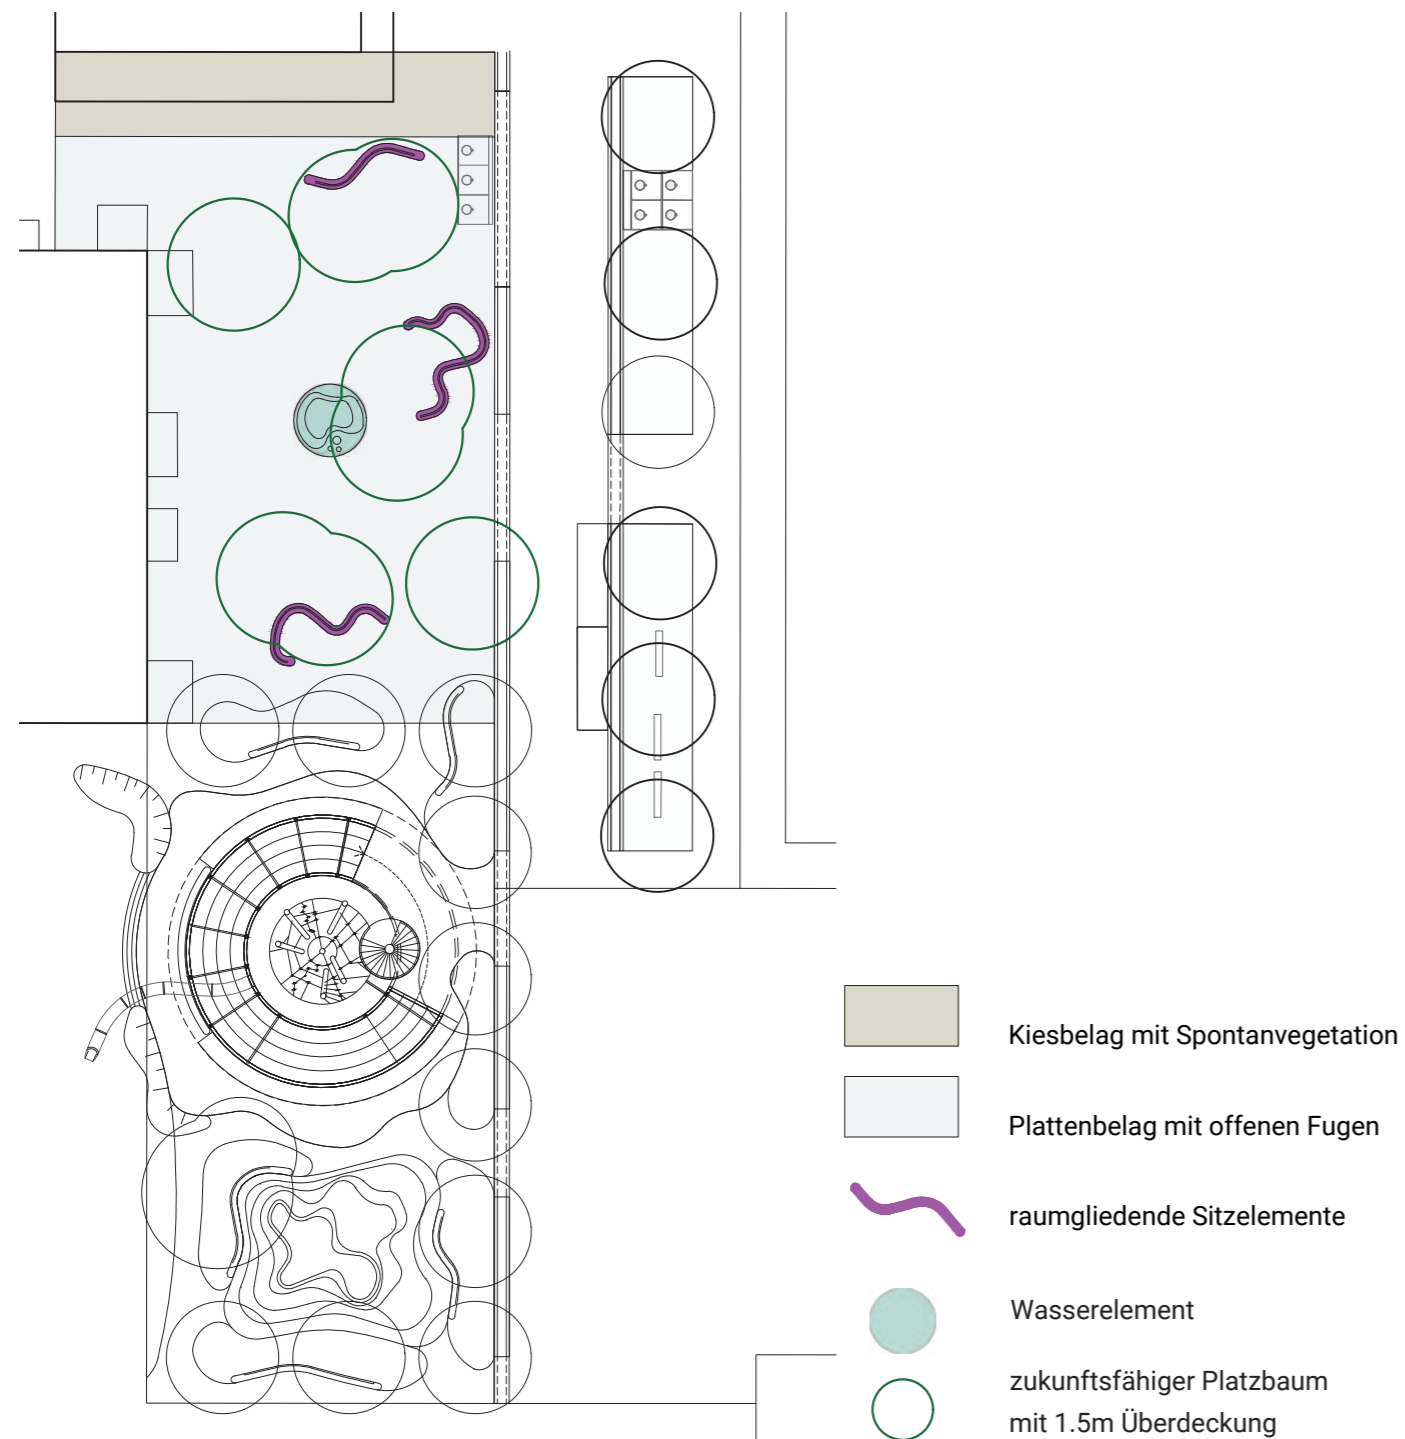 Kiesbelag mit Spontanvegetation
Plattenbelag mit offenen Fugen
raumgliedende Sitzelemente
Wasserelement
zukunftsfähiger Platzbaum
mit 1.5m Überdeckung